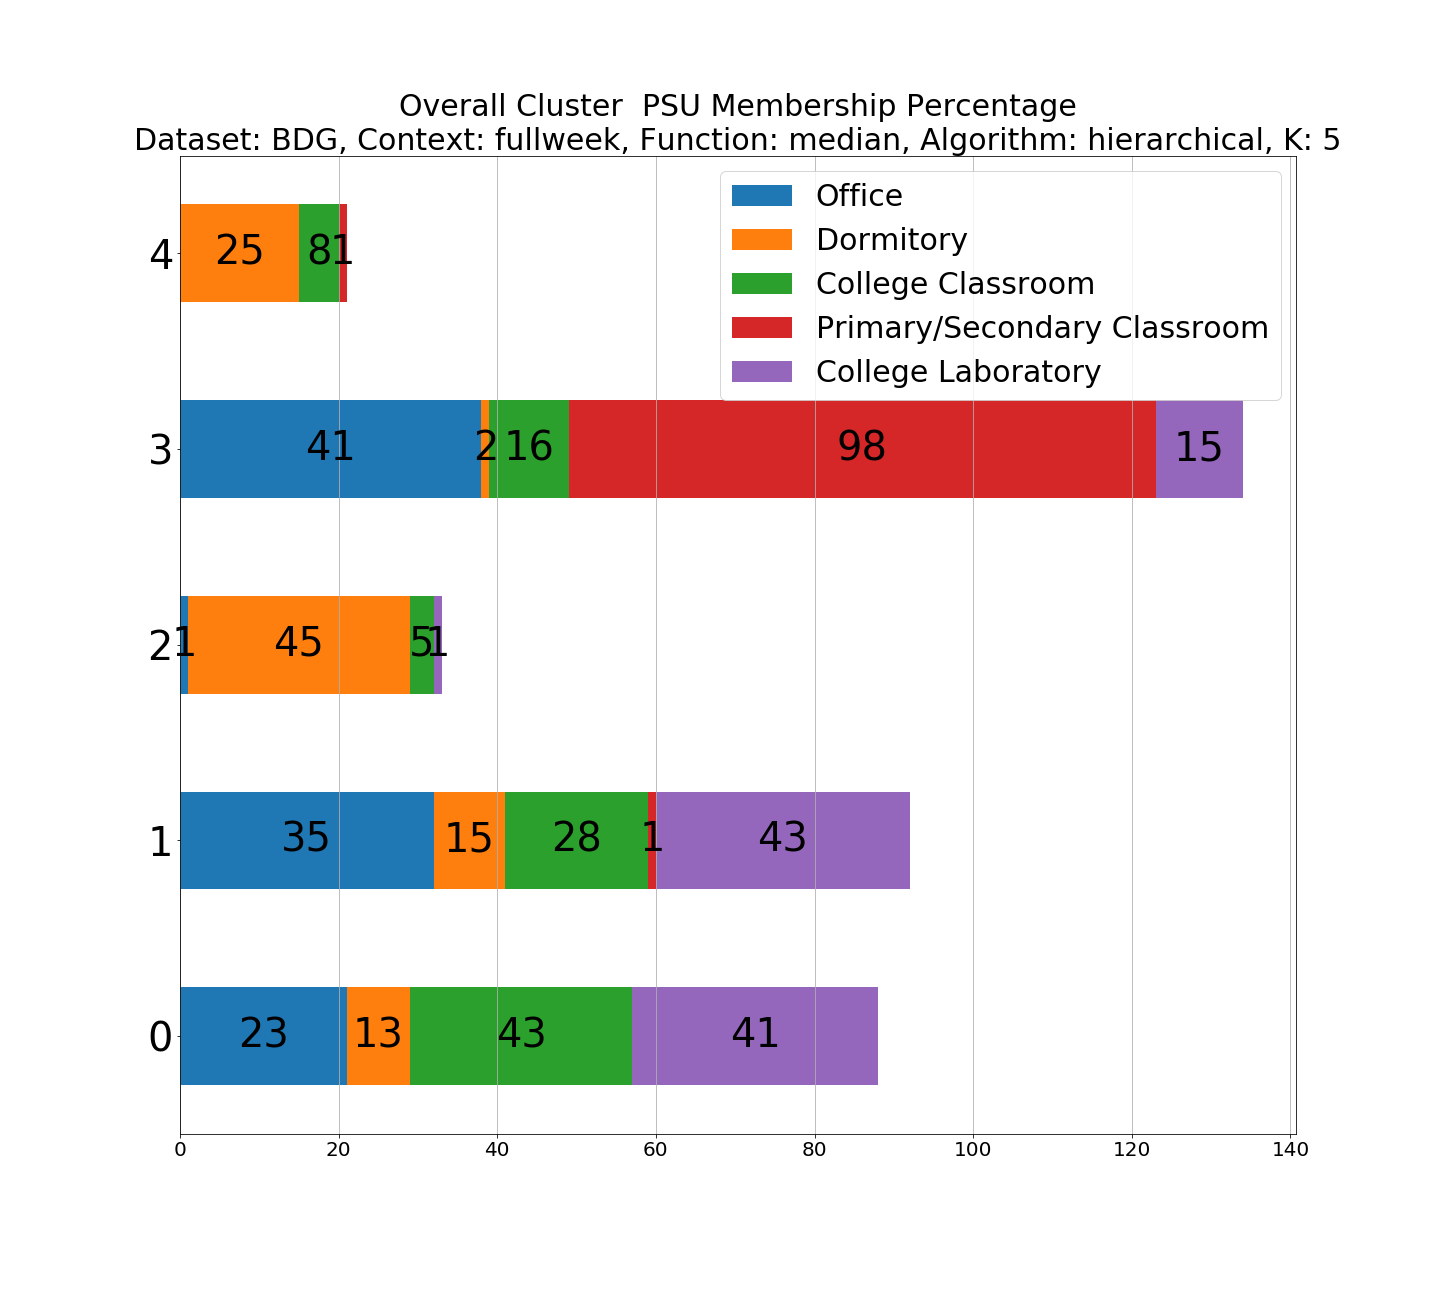 Overall Cluster  PSU Membership Percentage
Dataset: BDG, Context: fullweek, Function: median, Algorithm: hierarchical, K: 5
Office
Dormitory
College Classroom
Primary/Secondary Classroom
College Laboratory
4 25 8 1
3 41 2 16 98 15
2 1 45 5 1
1 35 15 28 1 43
0 23 13 43 41
0 20 40 60 80 100 120 140